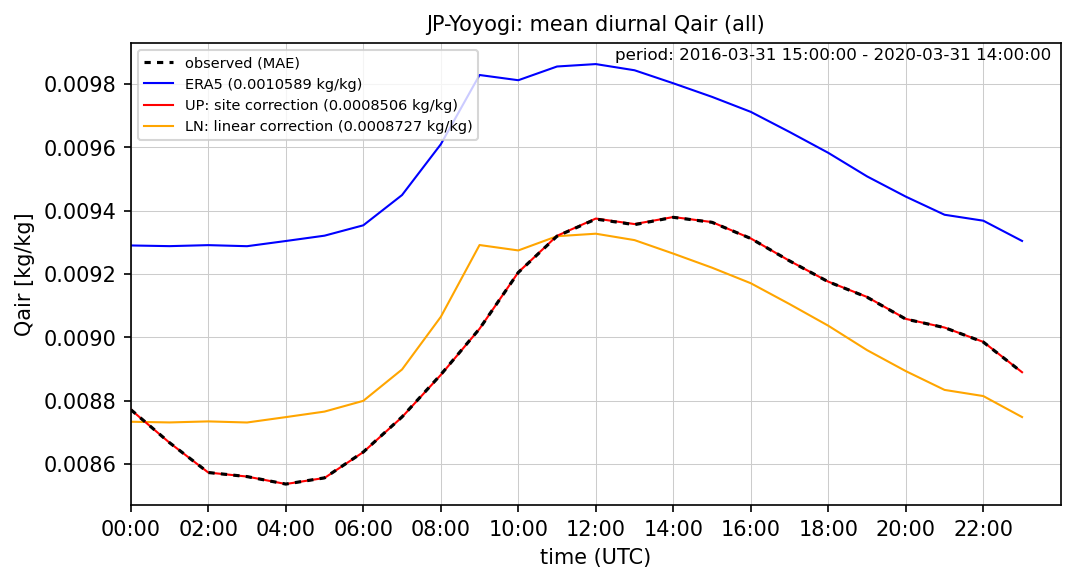 JP-Yoyogi: mean diurnal Qair (all)
period: 2016-03-31 15:00:00 - 2020-03-31 14:00:00
observed (MAE)
ERA5 (0.0010589 kg/kg)
UP: site correction (0.0008506 kg/kg)
LN: linear correction (0.0008727 kg/kg)
Qair [kg/kg]
0.0098
0.0096
0.0094
0.0092
0.0090
0.0088
0.0086
00:00 02:00 04:00 06:00 08:00 10:00 12:00 14:00 16:00 18:00 20:00 22:00
time (UTC)